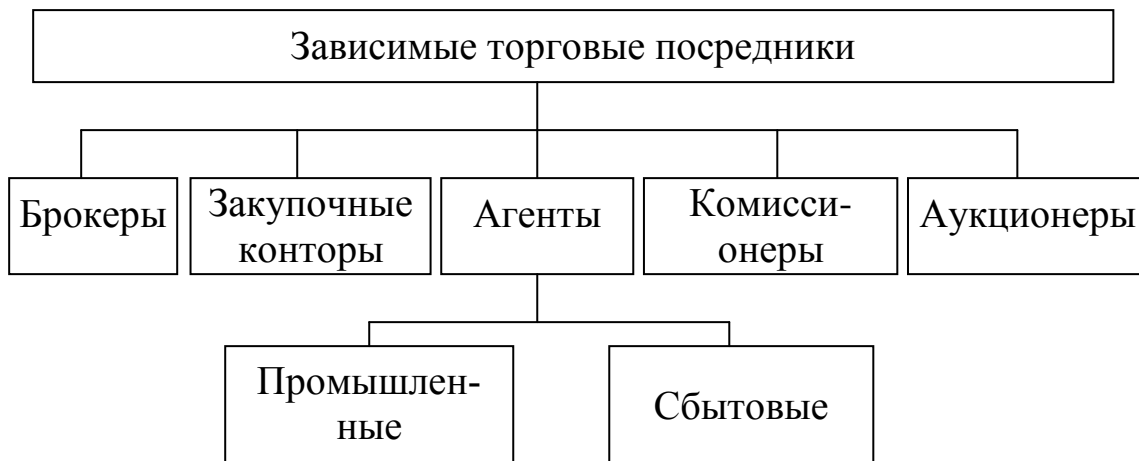 Зависимые торговые посредники
Брокеры
Закупочные
конторы
Агенты
Комисси-
онеры
Аукционеры
Промышлен-
ные
Сбытовые